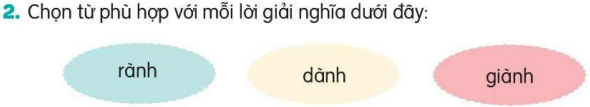 2. Chọn từ phù hợp với mỗi lời giải nghĩa dưới đây:
rành dành giành